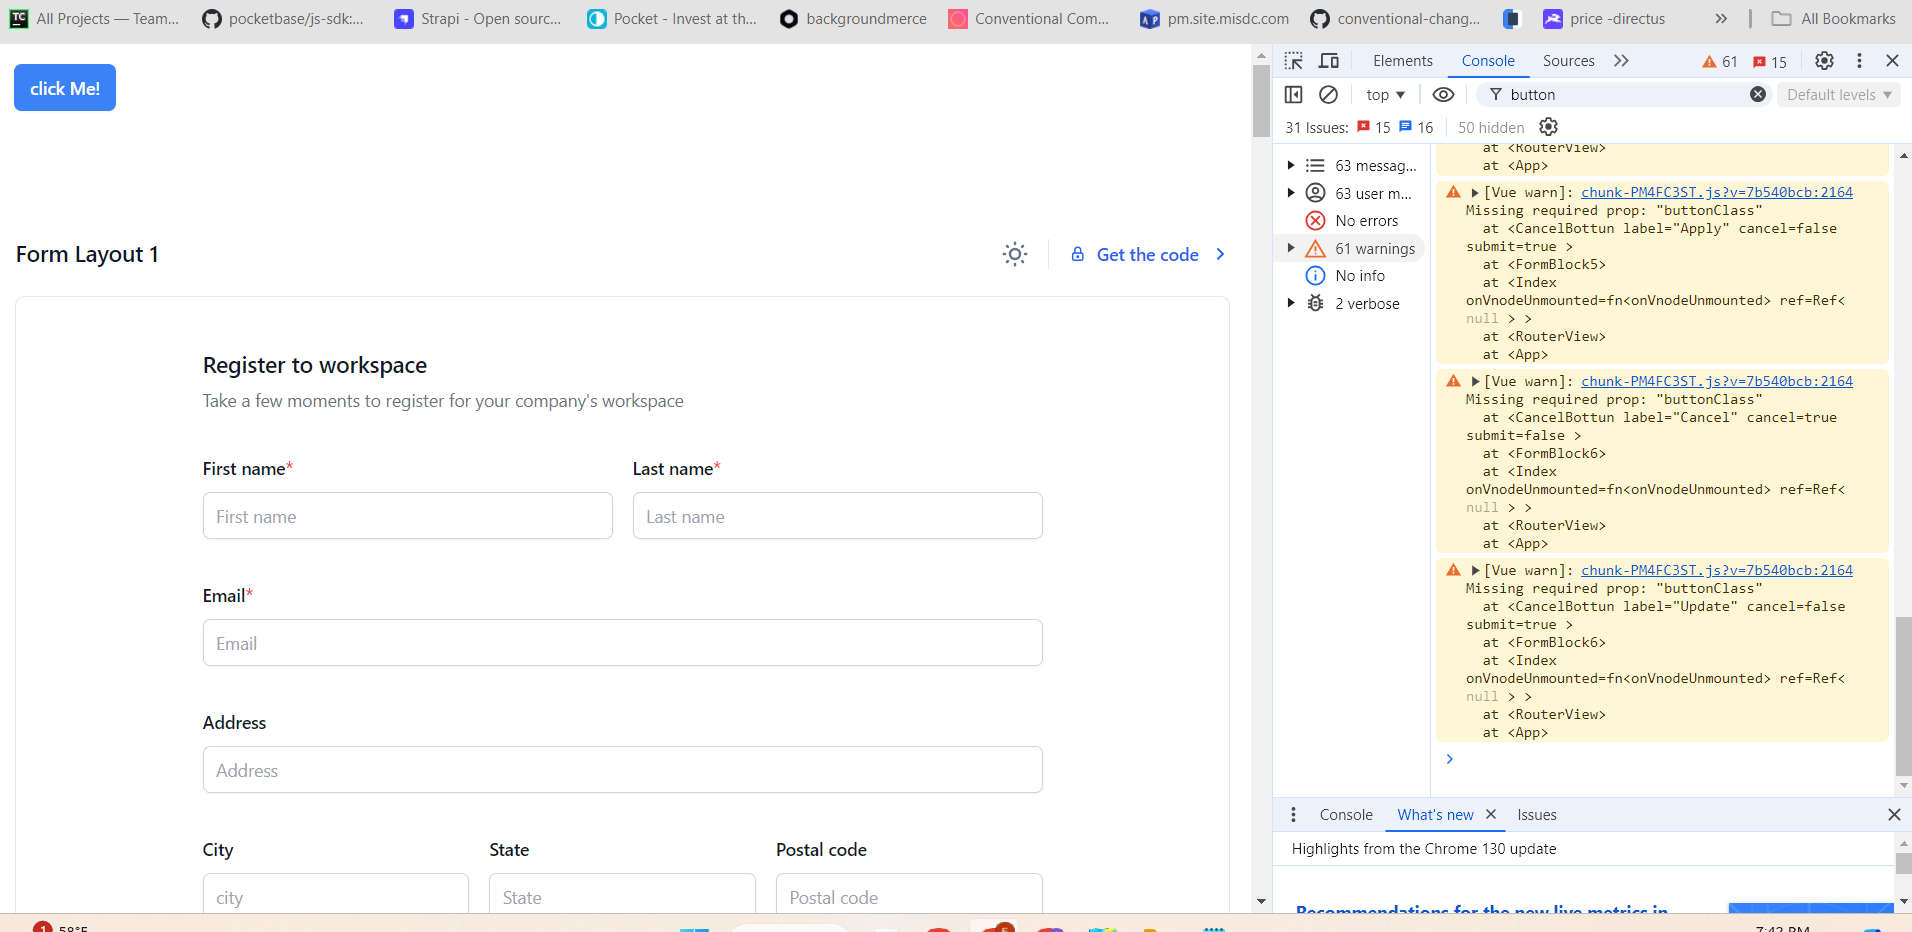 TC All Projects — Team...
pocketbase/js-sdk:...
Strapi - Open sourc...
Pocket - Invest at th...
backgroundmerce
Conventional Com...
pm.site.misdc.com
conventional-chang...
price -directus
All Bookmarks
click Me!
Form Layout 1
Get the code
Register to workspace
Take a few moments to register for your company's workspace
First name*
Last name*
First name
Last name
Email*
Email
Address
Address
City
State
Postal code
city
State
Postal code
Elements
Console
Sources
61
15
top
button
Default levels
31 Issues:
15
16
50 hidden
63 messag...
63 user m...
No errors
61 warnings
No info
2 verbose
at <RouterView>
at <App>
[Vue warn]: chunk-PM4FC3ST.js?v=7b540bcb:2164
Missing required prop: "buttonClass"
at <CancelBottun label="Apply" cancel=false
submit=true >
at <FormBlock5>
at <Index
onVnodeUnmounted=fn<onVnodeUnmounted> ref=Ref<
null > >
at <RouterView>
at <App>
[Vue warn]: chunk-PM4FC3ST.js?v=7b540bcb:2164
Missing required prop: "buttonClass"
at <CancelBottun label="Cancel" cancel=true
submit=false >
at <FormBlock6>
at <Index
onVnodeUnmounted=fn<onVnodeUnmounted> ref=Ref<
null > >
at <RouterView>
at <App>
[Vue warn]: chunk-PM4FC3ST.js?v=7b540bcb:2164
Missing required prop: "buttonClass"
at <CancelBottun label="Update" cancel=false
submit=true >
at <FormBlock6>
at <Index
onVnodeUnmounted=fn<onVnodeUnmounted> ref=Ref<
null > >
at <RouterView>
at <App>
Console
What's new
Issues
Highlights from the Chrome 130 update
Recommendations for the new live metrics in
1
58°F
7:42 PM